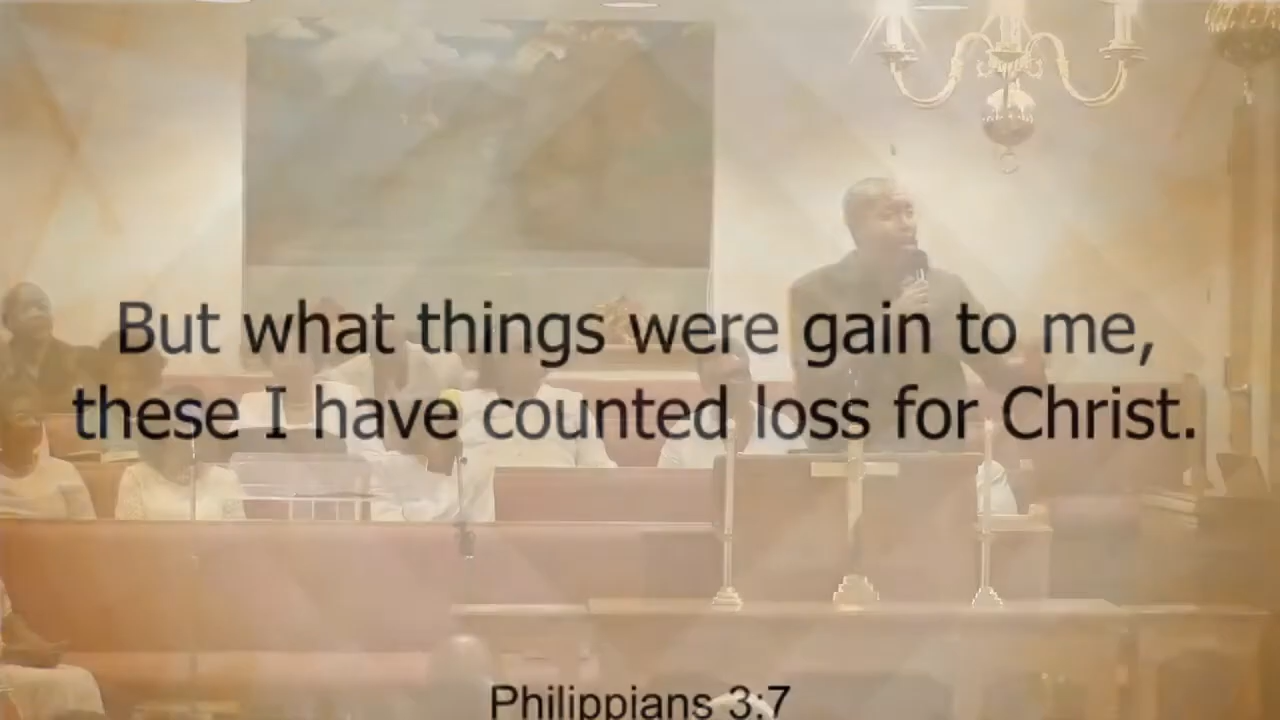 But what things were gain to me,
these I have counted loss for Christ.
Philippians 3:7